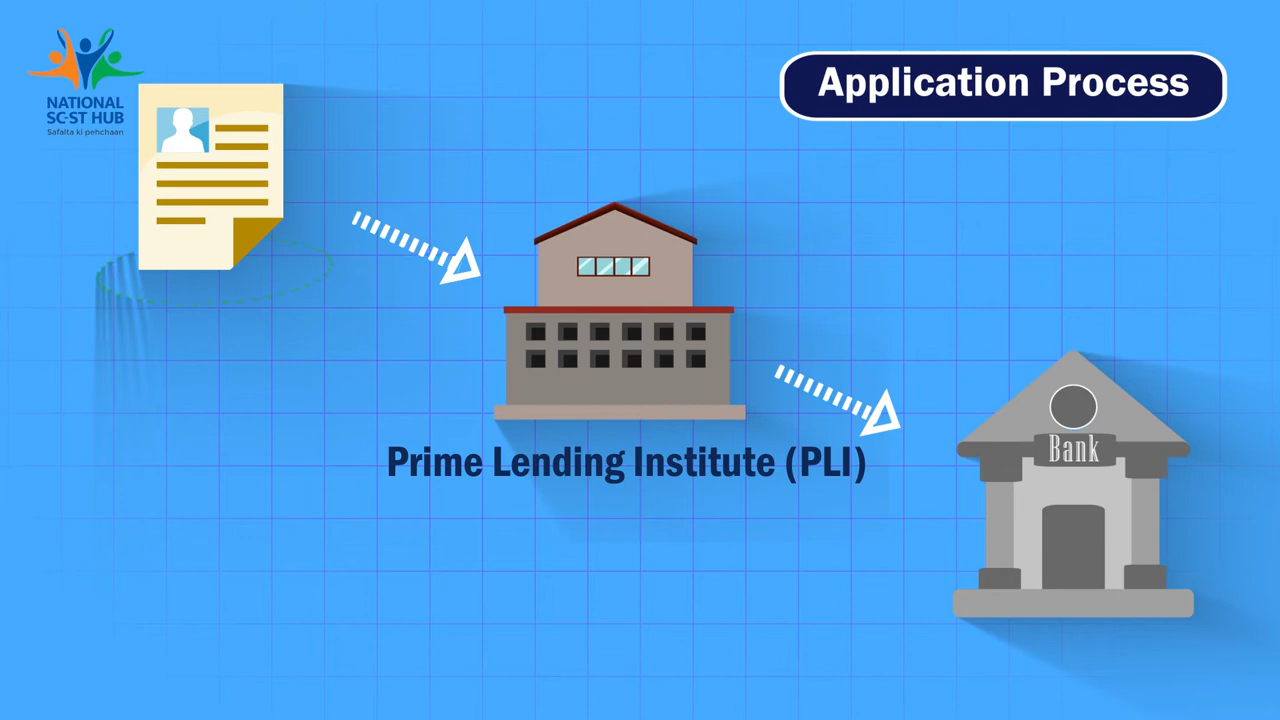 NATIONAL
SC-ST HUB
Safalta ki pehchaan
Application Process
Prime Lending Institute (PLI)
Bank